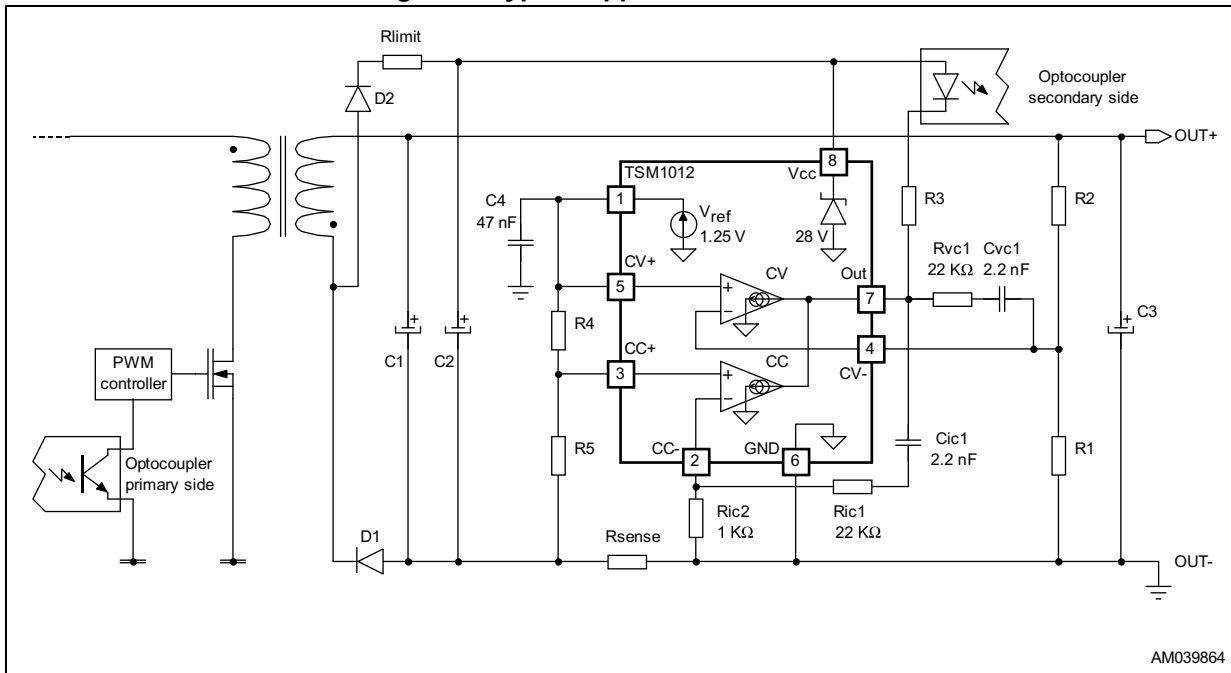 Rlimit
D2
Optocoupler
secondary side
OUT+
TSM1012
Vcc
8
C4
47 nF
1
Vref
1.25 V
28 V
R3
R2
CV+
5
CV
Out
7
Rvc1
22 KΩ
Cvc1
2.2 nF
C3
R4
4
CV-
CC+
3
CC
PWM
controller
C1
C2
R5
CC-
2
GND
6
Cic1
2.2 nF
R1
Optocoupler
primary side
D1
Rsense
Ric2
1 KΩ
Ric1
22 KΩ
OUT-
AM039864